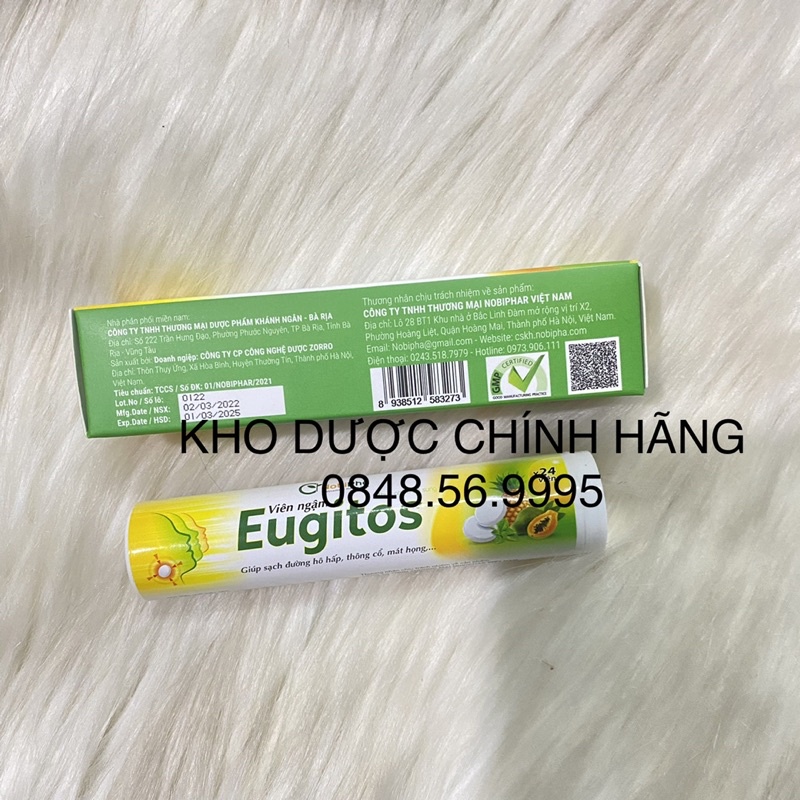 Nhà phân phối miền nam:
CÔNG TY TNHH THƯƠNG MẠI DƯỢC PHẨM KHÁNH NGÂN - BÀ RỊA
Địa chỉ: Số 222 Trần Hưng Đạo, Phường Phước Nguyên, TP Bà Rịa, Tỉnh Bà
Rịa - Vũng Tàu
Sản xuất bởi: Doanh ngiệp: CÔNG TY CP CÔNG NGHỆ DƯỢC ZORRO
Địa chỉ: Thôn Thụy Ứng, Xã Hòa Bình, Huyện Thường Tín, Thành phố Hà Nội,
Việt Nam.
Tiêu chuẩn: TCCS / Số ĐK: 01/NOBIPHAR/2021
Lot.No / Số lô: 0122
Mfg.Date / NSX: 02/03/2022
Exp.Date / HSD: 01/03/2025
Thương nhân chịu trách nhiệm về sản phẩm:
CÔNG TY TNHH THƯƠNG MẠI NOBIPHAR VIỆT NAM
Địa chỉ: Lô 28 BT1 Khu nhà ở Bắc Linh Đàm mở rộng vị trí X2,
Phường Hoàng Liệt, Quận Hoàng Mai, Thành phố Hà Nội, Việt Nam.
Email: Nobipha@gmail.com - Website: cskh.nobipha.com
Điện thoại: 0243.518.7979 - Hotline: 0973.906.111
8 938512 583273
GMP
CERTIFIED
GOOD MANUFACTURING PRACTICE
KHO DƯỢC CHÍNH HÃNG
0848.56.9995
Viên ngậm
x24
Eugitos
Giúp sạch đường hô hấp, thông cổ, mát họng,...